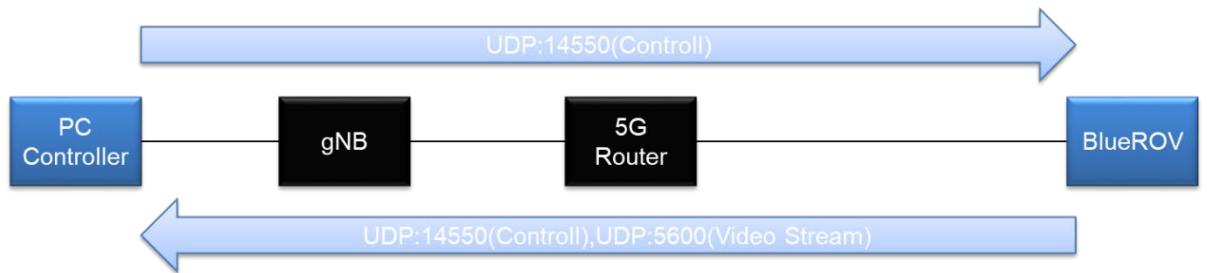 UDP:14550(Controll)
PC
Controller
gNB
5G
Router
BlueROV
UDP:14550(Controll),UDP:5600(Video Stream)